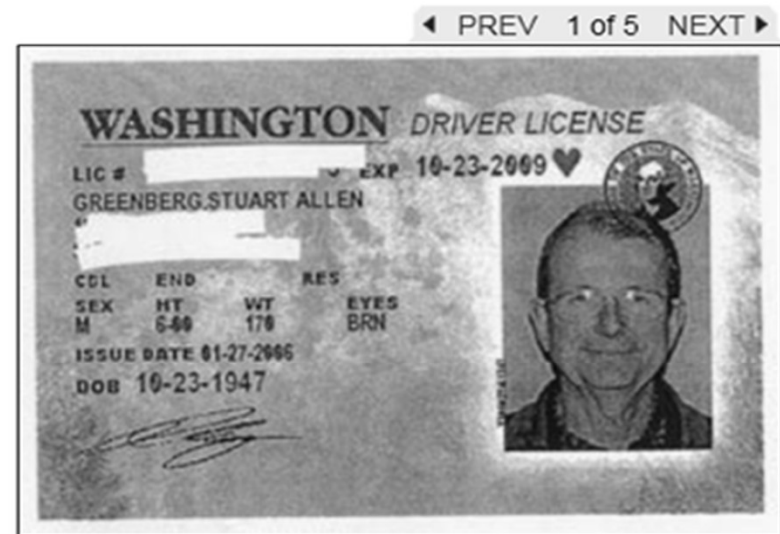 PREV 1 of 5 NEXT
WASHINGTON DRIVER LICENSE
LIC # EXP 10-23-2009
GREENBERG,STUART ALLEN
CDL END RES
SEX HT WT EYES
M 6-00 170 BRN
ISSUE DATE 01-27-2006
DOB 10-23-1947